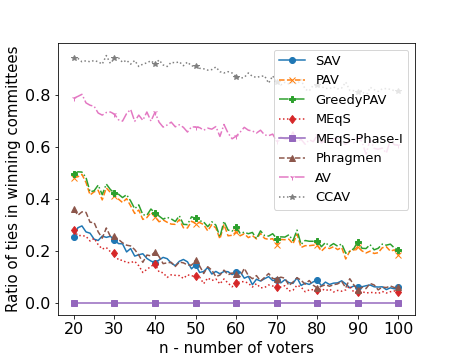 Ratio of ties in winning committees
0.8
0.6
0.4
0.2
0.0
SAV
PAV
GreedyPAV
MEqS
MEqS-Phase-I
Phragmen
AV
CCAV
20 30 40 50 60 70 80 90 100
n - number of voters